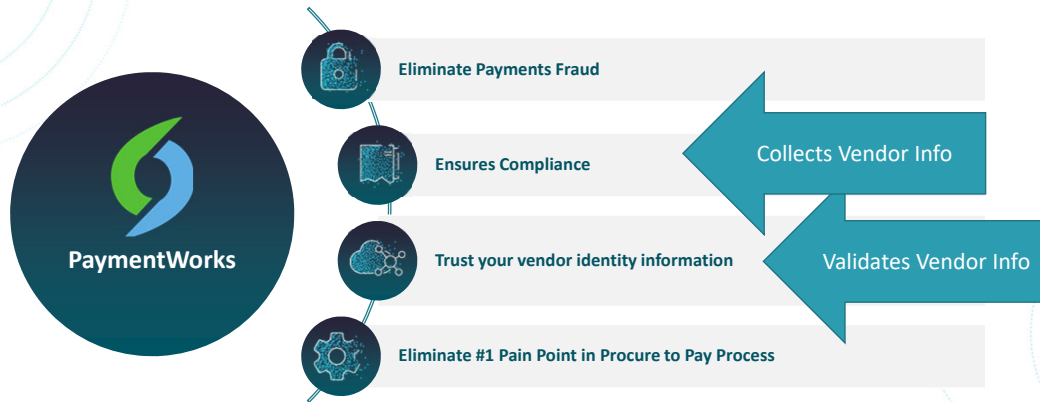 PaymentWorks
Eliminate Payments Fraud
Ensures Compliance
Collects Vendor Info
Trust your vendor identity information
Validates Vendor Info
Eliminate #1 Pain Point in Procure to Pay Process